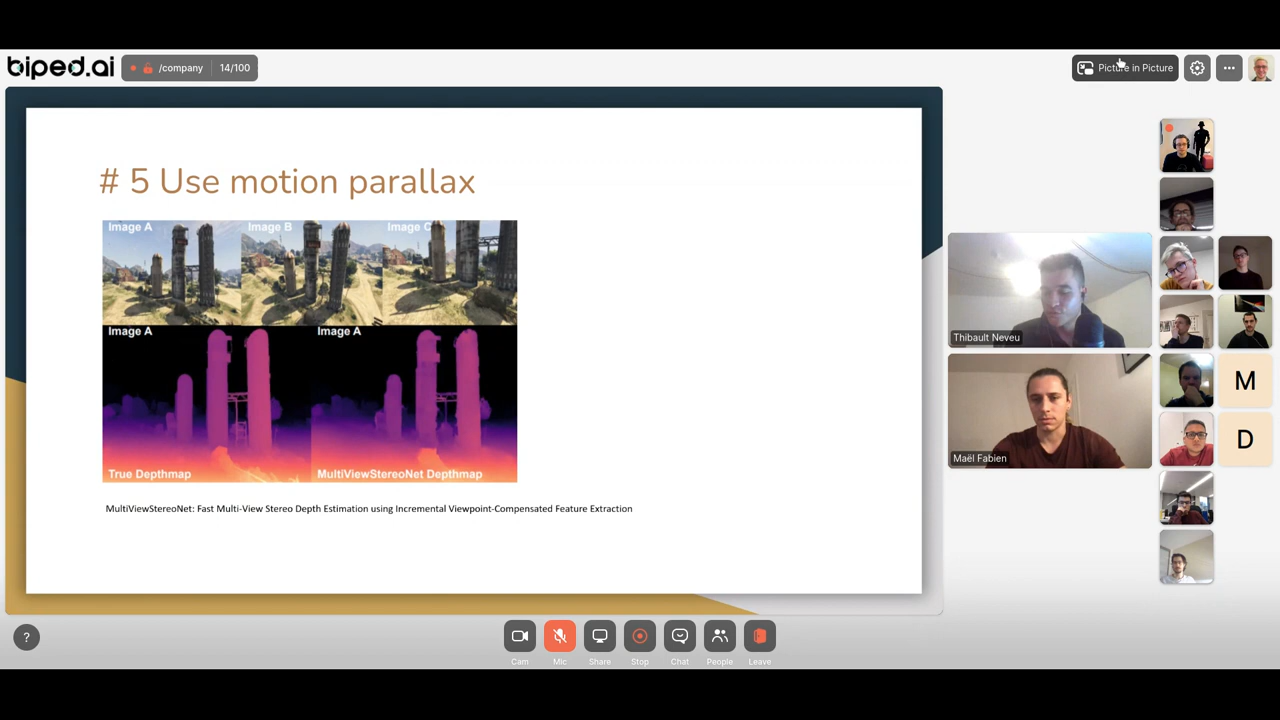 biped.ai
/company
14/100
Picture in Picture
# 5 Use motion parallax
Image A
Image B
Image C
Image A
Image A
True Depthmap
MultiViewStereoNet Depthmap
MultiViewStereoNet: Fast Multi-View Stereo Depth Estimation using Incremental Viewpoint-Compensated Feature Extraction
Thibault Neveu
Maël Fabien
M
D
?
Cam
Mic
Share
Stop
Chat
People
Leave